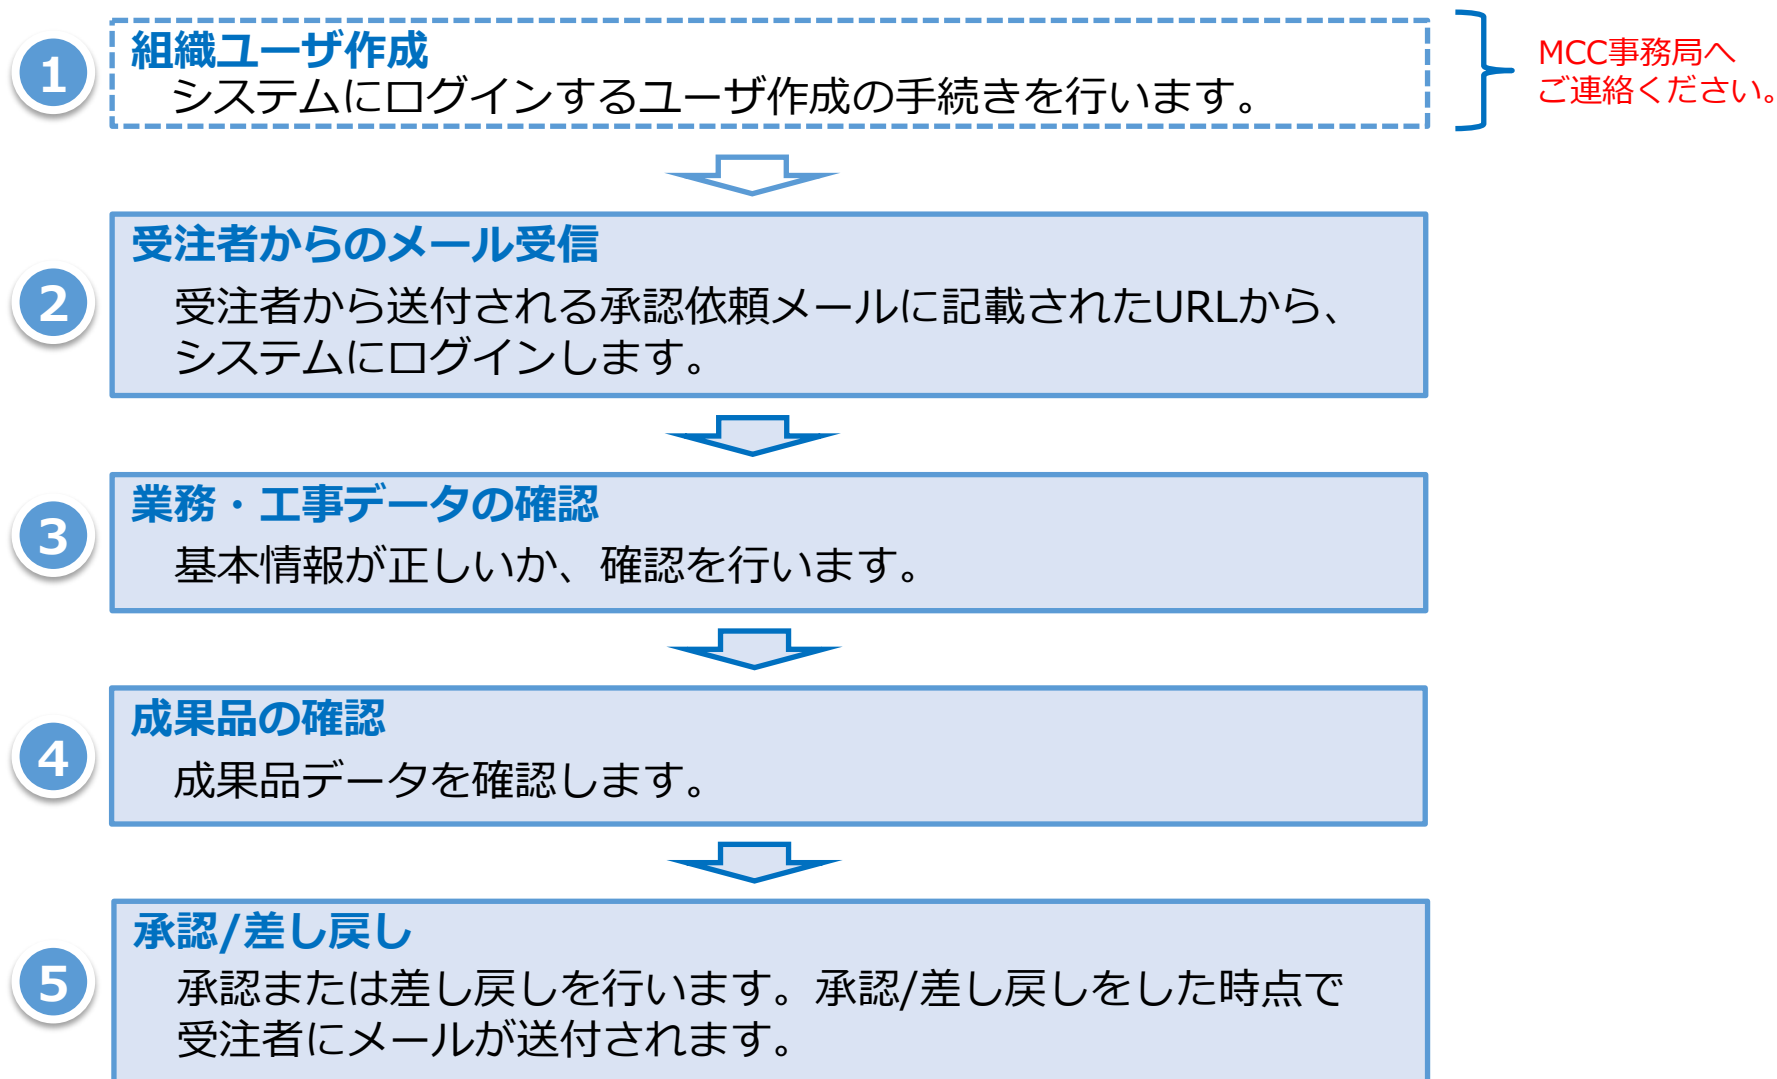 1
組織ユーザ作成
システムにログインするユーザ作成の手続きを行います。
MCC事務局へ
ご連絡ください。
2
受注者からのメール受信
受注者から送付される承認依頼メールに記載されたURLから、
システムにログインします。
3
業務・工事データの確認
基本情報が正しいか、確認を行います。
4
成果品の確認
成果品データを確認します。
5
承認/差し戻し
承認または差し戻しを行います。承認/差し戻しをした時点で
受注者にメールが送付されます。